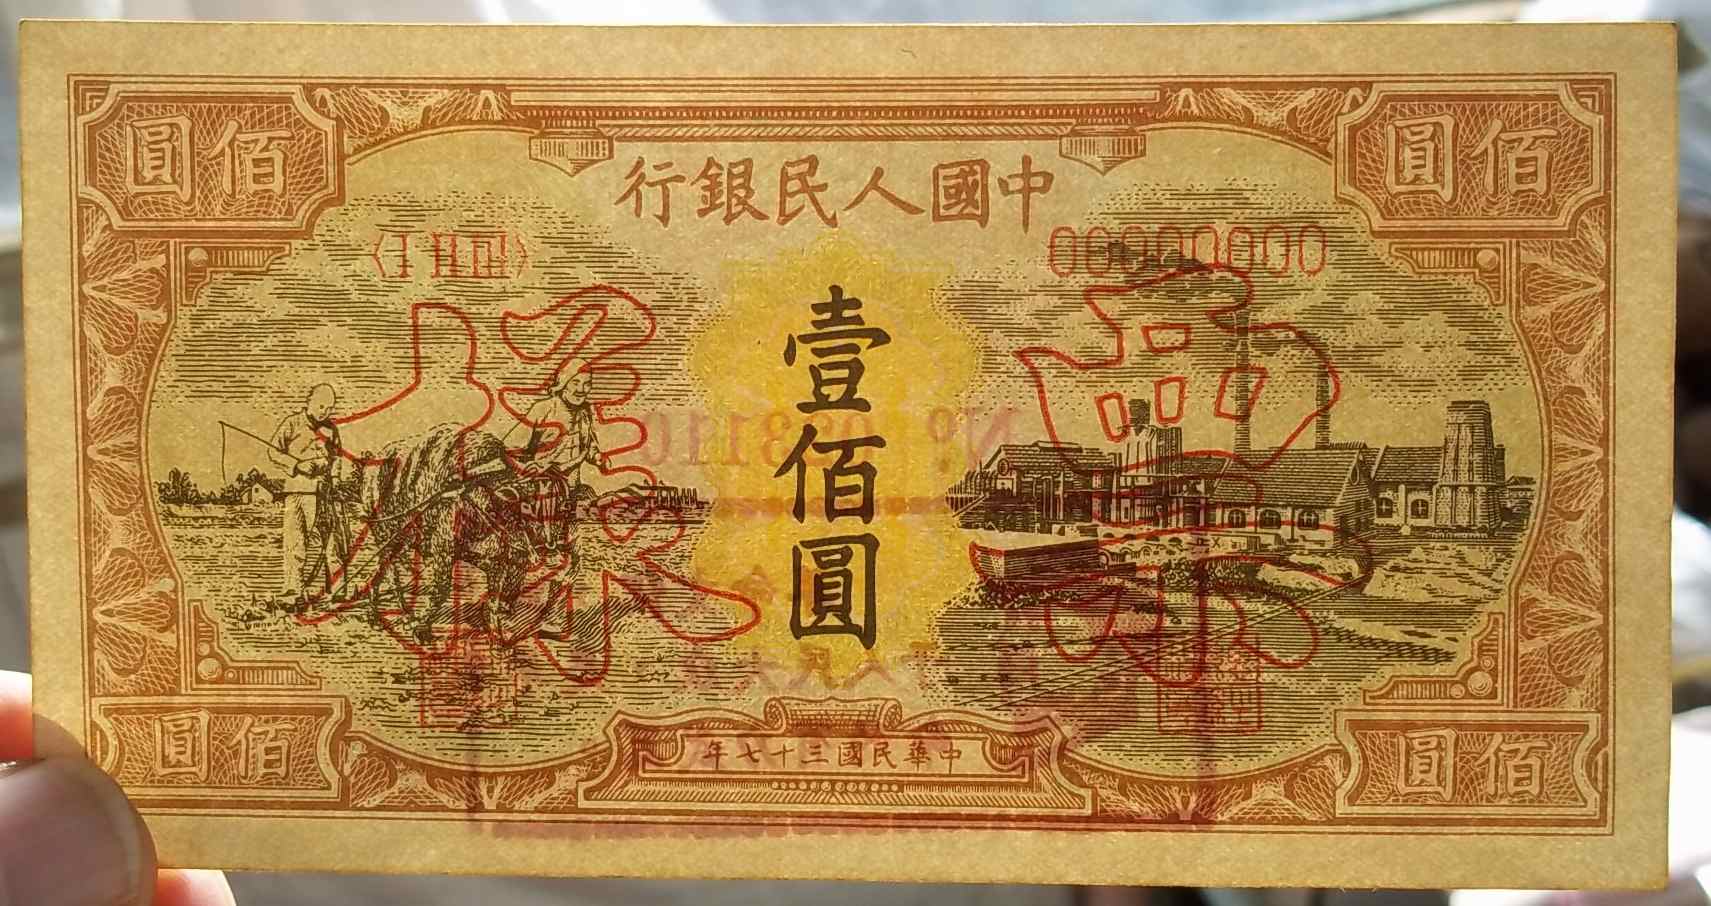 佰圓
佰圓
中國人民銀行
〈I II III〉
00000000
樣票
壹佰圓
中華民國三十七年
佰圓
佰圓